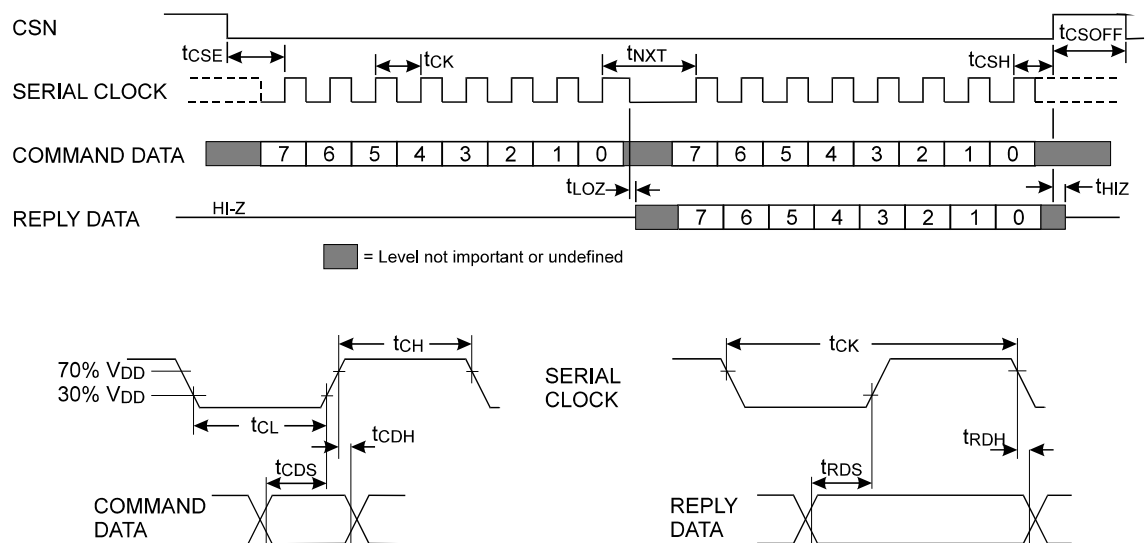 CSN
tCSE
tCK
tNXT
tCSH
tCSOFF
SERIAL CLOCK
COMMAND DATA
7 6 5 4 3 2 1 0
7 6 5 4 3 2 1 0
tLOZ
tHIZ
REPLY DATA
HI-Z
7 6 5 4 3 2 1 0
= Level not important or undefined
70% VDD
30% VDD
tCH
tCL
tCDH
tCDS
COMMAND
DATA
SERIAL
CLOCK
tCK
tRDH
tRDS
REPLY
DATA